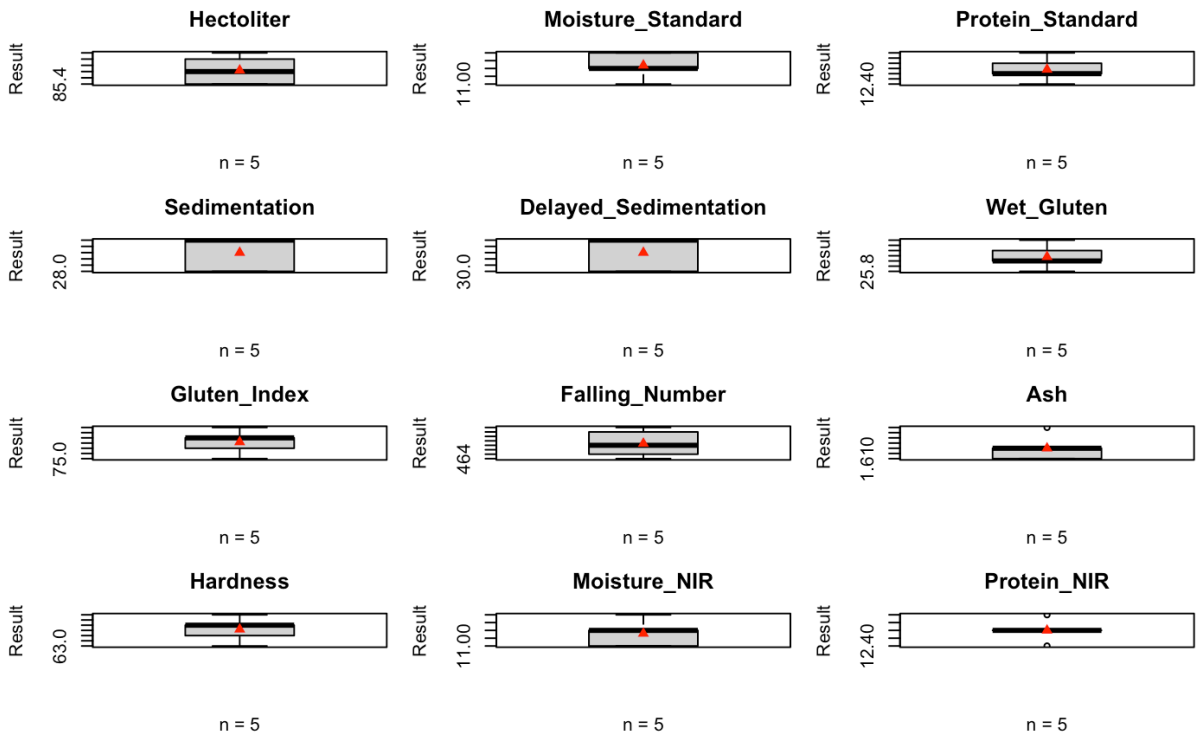 Hectoliter
Result
85.4
n = 5
Moisture_Standard
Result
11.00
n = 5
Protein_Standard
Result
12.40
n = 5
Sedimentation
Result
28.0
n = 5
Delayed_Sedimentation
Result
30.0
n = 5
Wet_Gluten
Result
25.8
n = 5
Gluten_Index
Result
75.0
n = 5
Falling_Number
Result
464
n = 5
Ash
Result
1.610
n = 5
Hardness
Result
63.0
n = 5
Moisture_NIR
Result
11.00
n = 5
Protein_NIR
Result
12.40
n = 5